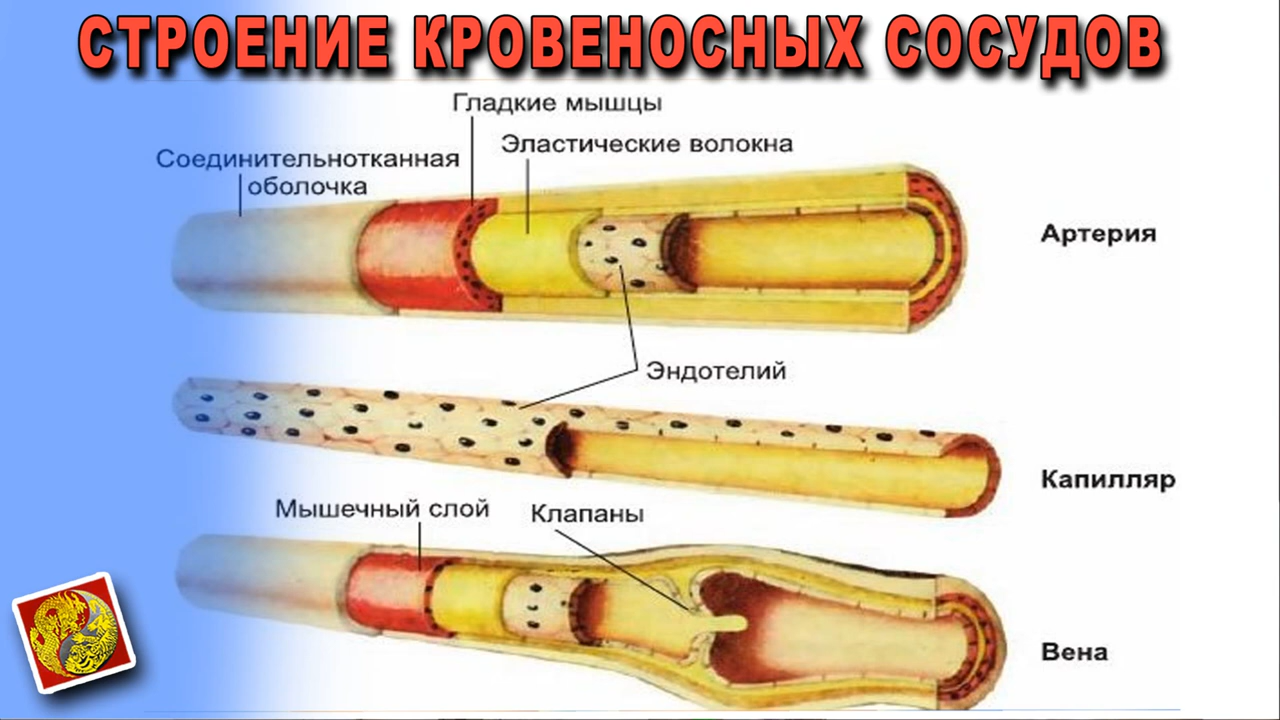 СТРОЕНИЕ КРОВЕНОСНЫХ СОСУДОВ
Гладкие мышцы
Эластические волокна
Соединительнотканная
оболочка
Артерия
Эндотелий
Капилляр
Мышечный слой
Клапаны
Вена